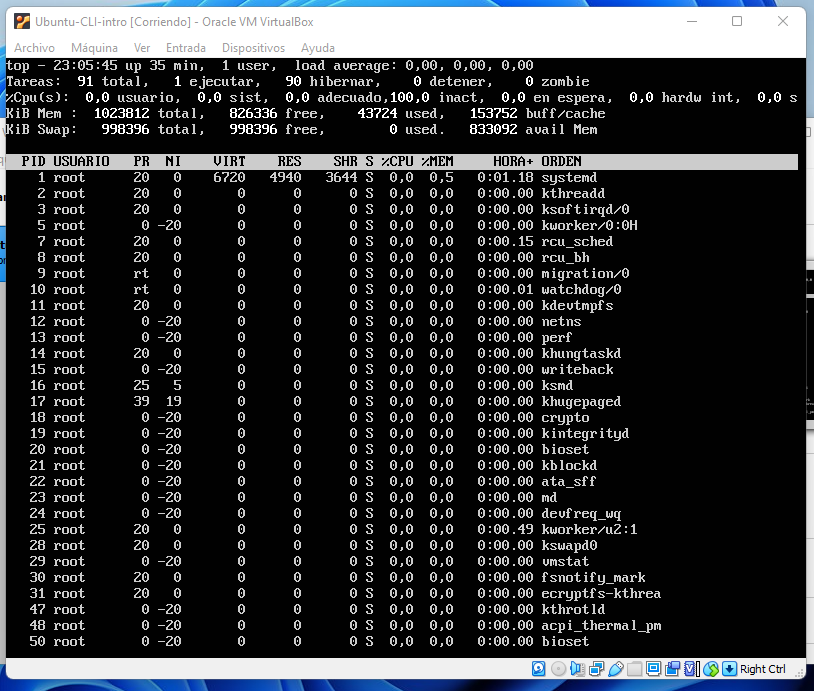 Ubuntu-CLI-intro [Corriendo] - Oracle VM VirtualBox
Archivo Máquina Ver Entrada Dispositivos Ayuda
top - 23:05:45 up 35 min,  1 user,  load average: 0,00, 0,00, 0,00
Tareas:  91 total,   1 ejecutar,  90 hibernar,   0 detener,   0 zombie
%Cpu(s):  0,0 usuario,  0,0 sist,  0,0 adecuado,100,0 inact,  0,0 en espera,  0,0 hardw int,  0,0 s
KiB Mem :  1023812 total,   826336 free,    43724 used,   153752 buff/cache
KiB Swap:   998396 total,   998396 free,        0 used.   833092 avail Mem
PID USUARIO PR NI VIRT RES SHR S %CPU %MEM HORA+ ORDEN
1 root 20 0 6720 4940 3644 S 0,0 0,5 0:01.18 systemd
2 root 20 0 0 0 0 S 0,0 0,0 0:00.00 kthreadd
3 root 20 0 0 0 0 S 0,0 0,0 0:00.00 ksoftirqd/0
5 root 0 -20 0 0 0 S 0,0 0,0 0:00.00 kworker/0:0H
7 root 20 0 0 0 0 S 0,0 0,0 0:00.15 rcu_sched
8 root 20 0 0 0 0 S 0,0 0,0 0:00.00 rcu_bh
9 root rt 0 0 0 0 S 0,0 0,0 0:00.00 migration/0
10 root rt 0 0 0 0 S 0,0 0,0 0:00.01 watchdog/0
11 root 20 0 0 0 0 S 0,0 0,0 0:00.00 kdevtmpfs
12 root 0 -20 0 0 0 S 0,0 0,0 0:00.00 netns
13 root 0 -20 0 0 0 S 0,0 0,0 0:00.00 perf
14 root 20 0 0 0 0 S 0,0 0,0 0:00.00 khungtaskd
15 root 0 -20 0 0 0 S 0,0 0,0 0:00.00 writeback
16 root 25 5 0 0 0 S 0,0 0,0 0:00.00 ksmd
17 root 39 19 0 0 0 S 0,0 0,0 0:00.00 khugepaged
18 root 0 -20 0 0 0 S 0,0 0,0 0:00.00 crypto
19 root 0 -20 0 0 0 S 0,0 0,0 0:00.00 kintegrityd
20 root 0 -20 0 0 0 S 0,0 0,0 0:00.00 bioset
21 root 0 -20 0 0 0 S 0,0 0,0 0:00.00 kblockd
22 root 0 -20 0 0 0 S 0,0 0,0 0:00.00 ata_sff
23 root 0 -20 0 0 0 S 0,0 0,0 0:00.00 md
24 root 0 -20 0 0 0 S 0,0 0,0 0:00.00 devfreq_wq
25 root 20 0 0 0 0 S 0,0 0,0 0:00.49 kworker/u2:1
28 root 20 0 0 0 0 S 0,0 0,0 0:00.00 kswapd0
29 root 0 -20 0 0 0 S 0,0 0,0 0:00.00 vmstat
30 root 20 0 0 0 0 S 0,0 0,0 0:00.00 fsnotify_mark
31 root 20 0 0 0 0 S 0,0 0,0 0:00.00 ecryptfs-kthrea
47 root 0 -20 0 0 0 S 0,0 0,0 0:00.00 kthrotld
48 root 0 -20 0 0 0 S 0,0 0,0 0:00.00 acpi_thermal_pm
50 root 0 -20 0 0 0 S 0,0 0,0 0:00.00 bioset
Right Ctrl